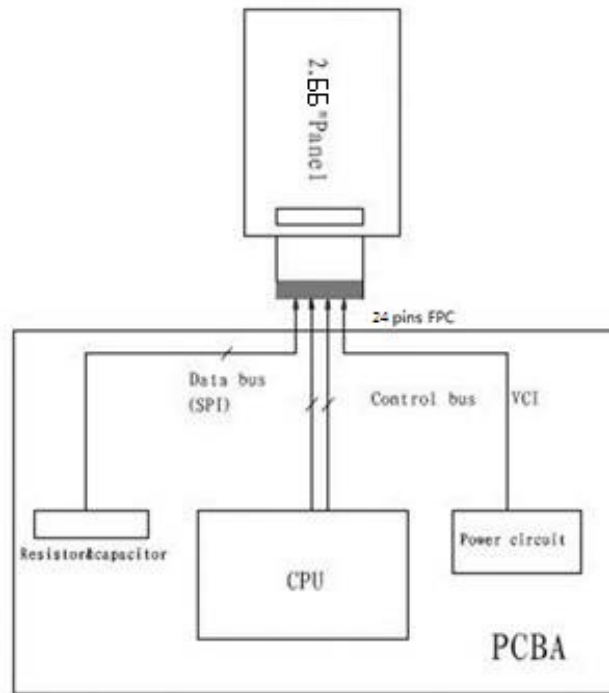 2.66"Panel
24 pins FPC
Data bus
(SPI)
Control bus
VCI
Resistor&capacitor
CPU
Power circuit
PCBA